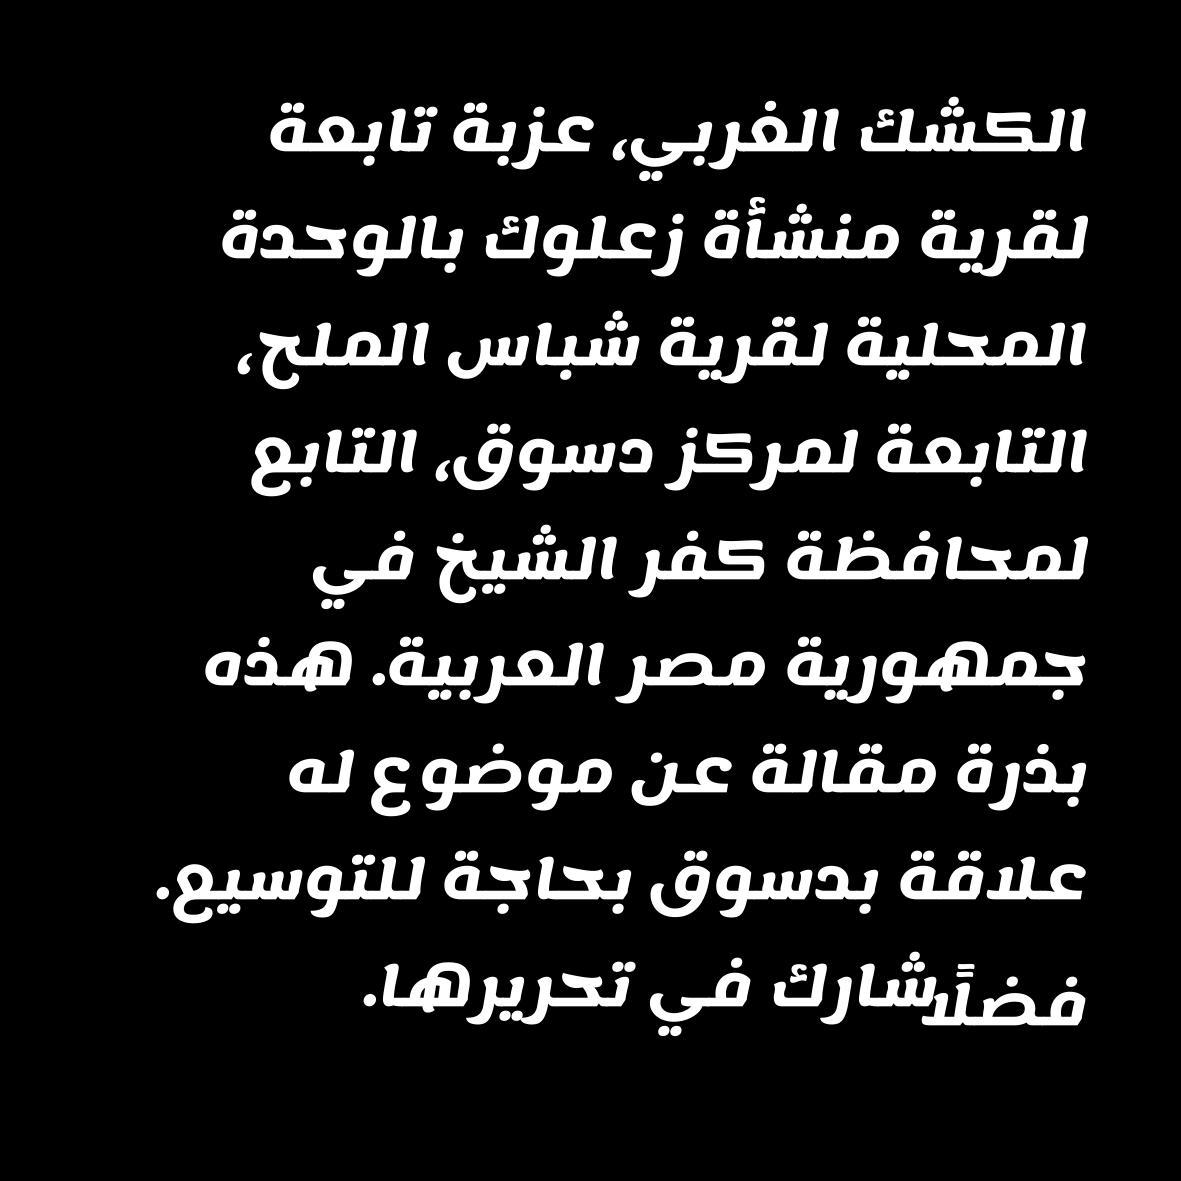 الكشك الغربي، عزبة تابعة
لقرية منشأة زعلوك بالوحدة
المحلية لقرية شباس الملح،
التابعة لمركز دسوق، التابع
لمحافظة كفر الشيخ في
جمهورية مصر العربية. هذه
بذرة مقالة عن موضوع له
علاقة بدسوق بحاجة للتوسيع.
فضلًا شارك في تحريرها.